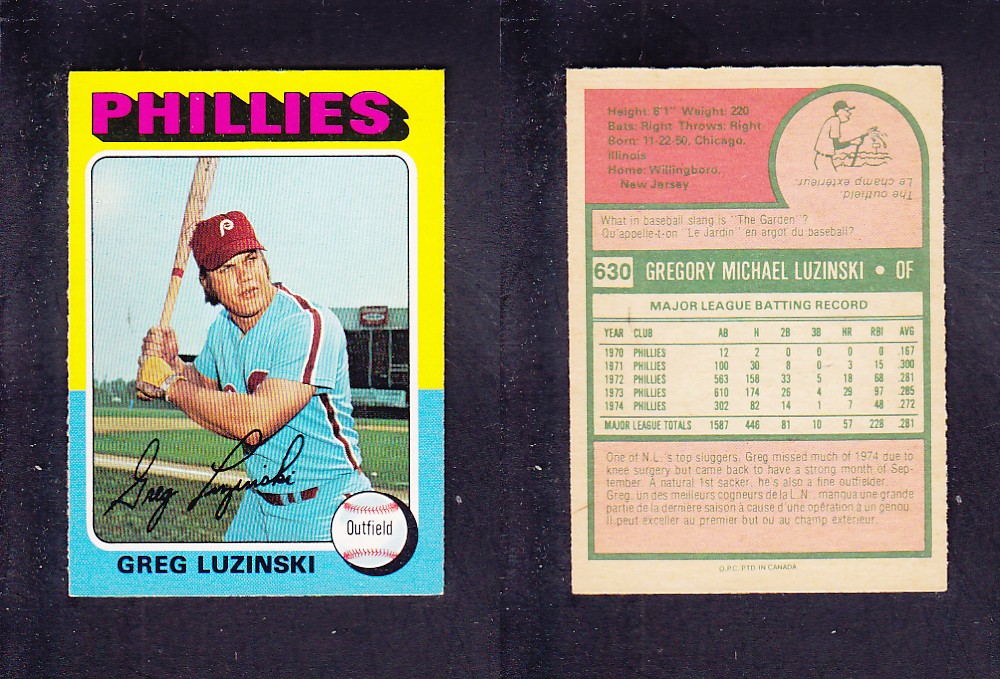 PHILLIES
P
Greg Luzinski
Outfield
GREG LUZINSKI
Height: 6'1" Weight: 220
Bats: Right Throws: Right
Born: 11-22-50, Chicago,
Illinois
Home: Willingboro,
New Jersey
The outfield.
Le champ extérieur.
What in baseball slang is "The Garden"?
Qu'appelle-t-on "Le Jardin" en argot du baseball?
630 GREGORY MICHAEL LUZINSKI • OF
MAJOR LEAGUE BATTING RECORD
YEAR CLUB AB H 2B 3B HR RBI AVG
1970 PHILLIES 12 2 0 0 0 0 .167
1971 PHILLIES 100 30 8 0 3 15 .300
1972 PHILLIES 563 158 33 5 18 68 .281
1973 PHILLIES 610 174 26 4 29 97 .285
1974 PHILLIES 302 82 14 1 7 48 .272
MAJOR LEAGUE TOTALS 1587 446 81 10 57 228 .281
One of N.L.'s top sluggers, Greg missed much of 1974 due to
knee surgery but came back to have a strong month of Sep-
tember. A natural 1st sacker, he's also a fine outfielder.
Greg, un des meilleurs cogneurs de la L.N., manqua une grande
partie de la dernière saison à cause d'une opération à un genou.
Il peut exceller au premier but ou au champ extérieur.
O.P.C. PTD IN CANADA